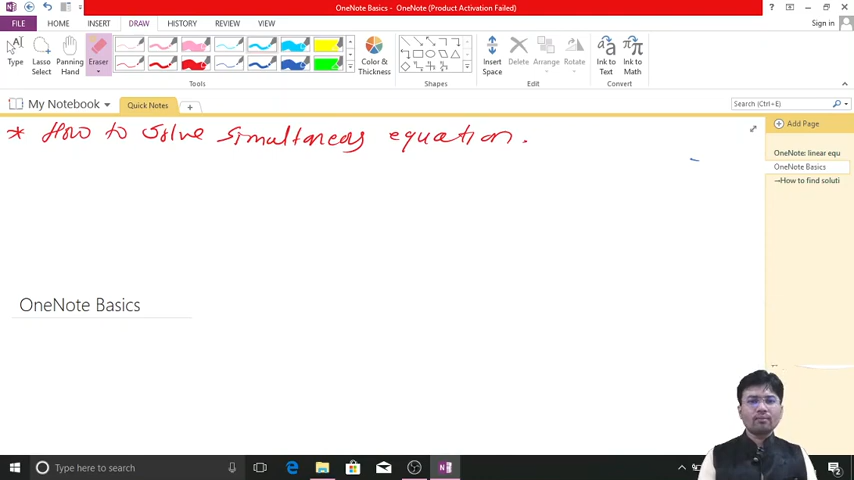 OneNote Basics - OneNote (Product Activation Failed)
FILE HOME INSERT DRAW HISTORY REVIEW VIEW
Sign in
Type Lasso Select Panning Hand Eraser
Color & Thickness
Insert Space Delete Arrange Rotate
Ink to Text Ink to Math
Tools Shapes Edit Convert
My Notebook Quick Notes
Search (Ctrl+E)
* How to solve simultaneous equation.
Add Page
OneNote: linear equ
OneNote Basics
→How to find soluti
OneNote Basics
Type here to search